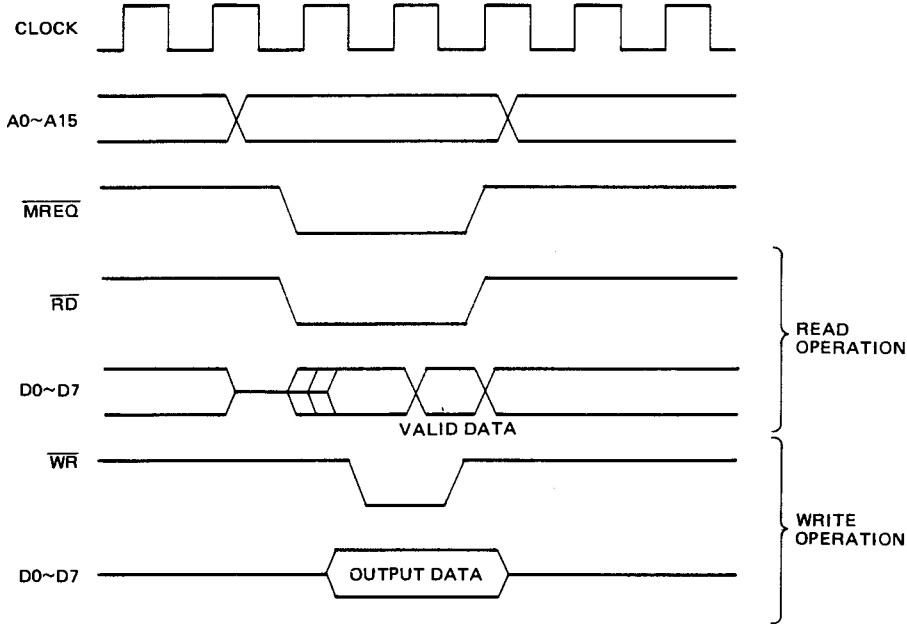 CLOCK
A0~A15
MREQ
RD
READ
OPERATION
D0~D7
VALID DATA
WR
WRITE
OPERATION
D0~D7
OUTPUT DATA